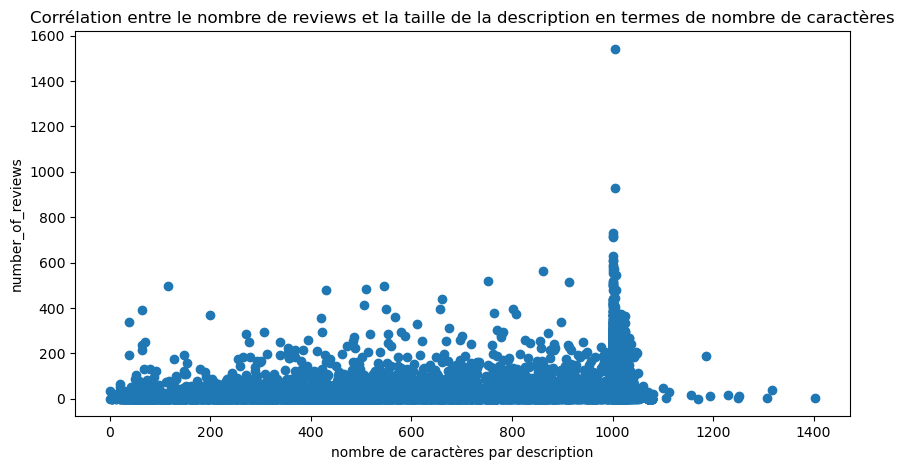 Corrélation entre le nombre de reviews et la taille de la description en termes de nombre de caractères
1600
1400
1200
1000
800
600
400
200
0
number_of_reviews
0 200 400 600 800 1000 1200 1400
nombre de caractères par description